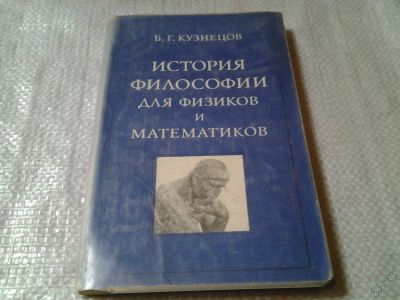 Б. Г. КУЗНЕЦОВ
ИСТОРИЯ
ФИЛОСОФИИ
ДЛЯ ФИЗИКОВ
И
МАТЕМАТИКОВ